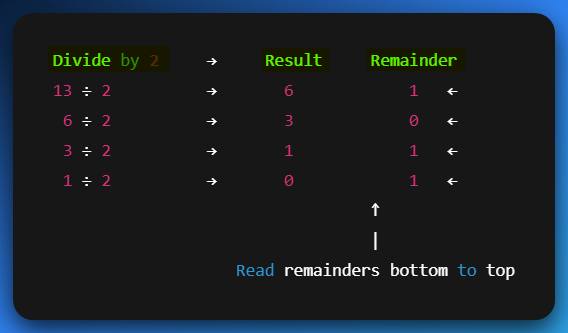 Divide by 2 → Result Remainder
13 ÷ 2 → 6 1 ←
6 ÷ 2 → 3 0 ←
3 ÷ 2 → 1 1 ←
1 ÷ 2 → 0 1 ←
↑
|
Read remainders bottom to top